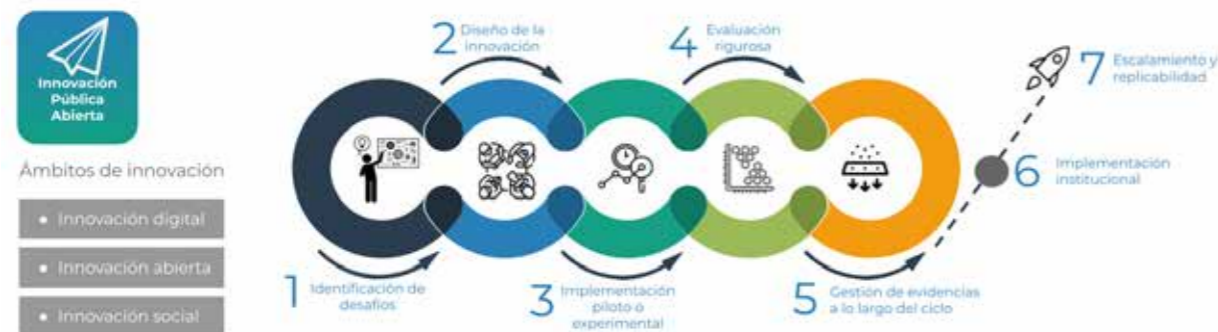 Innovación
Pública
Abierta
Ámbitos de innovación
• Innovación digital
• Innovación abierta
• Innovación social
1 Identificación de
desafíos
2 Diseño de la
innovación
3 Implementación
piloto o
experimental
4 Evaluación
rigurosa
5 Gestión de evidencias
a lo largo del ciclo
6 Implementación
institucional
7 Escalamiento y
replicabilidad